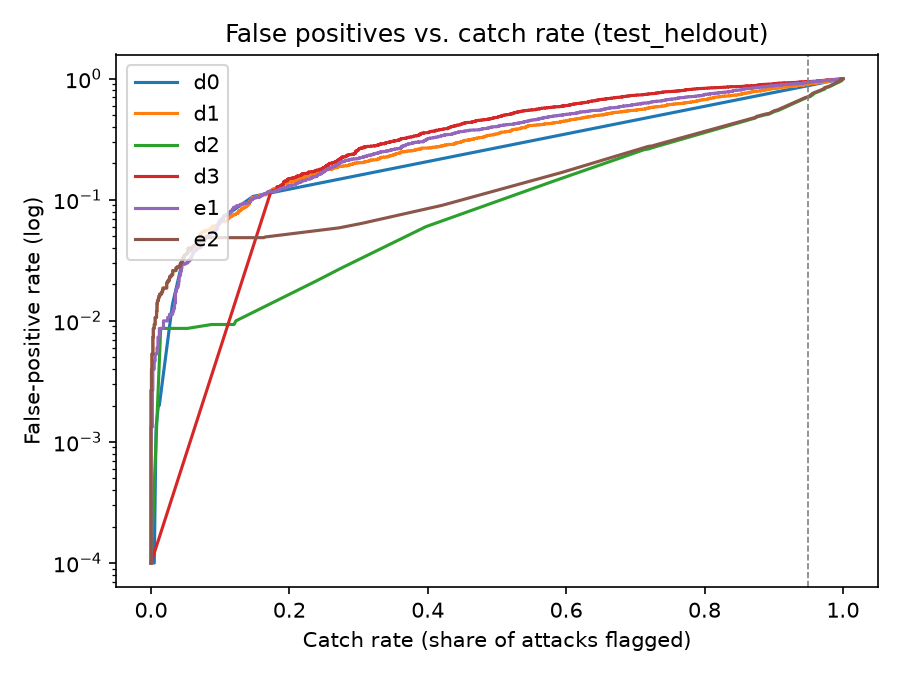 False positives vs. catch rate (test_heldout)
d0
d1
d2
d3
e1
e2
10⁰
10⁻¹
10⁻²
10⁻³
10⁻⁴
False-positive rate (log)
0.0 0.2 0.4 0.6 0.8 1.0
Catch rate (share of attacks flagged)